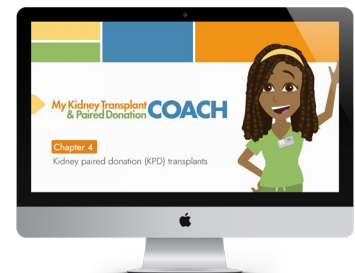 My Kidney Transplant
& Paired Donation COACH
Chapter 4
Kidney paired donation (KPD) transplants